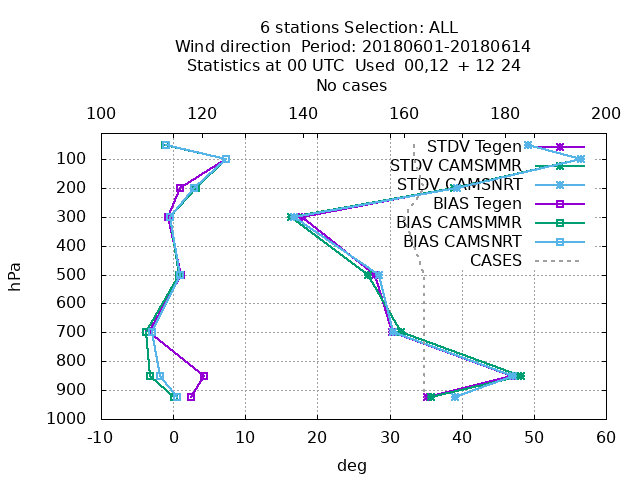 6 stations Selection: ALL
Wind direction  Period: 20180601-20180614
Statistics at 00 UTC  Used  00,12  + 12 24
No cases
100 120 140 160 180 200
STDV Tegen
STDV CAMSMMR
STDV CAMSNRT
BIAS Tegen
BIAS CAMSMMR
BIAS CAMSNRT
CASES
100
200
300
400
500
600
700
800
900
1000
hPa
-10 0 10 20 30 40 50 60
deg